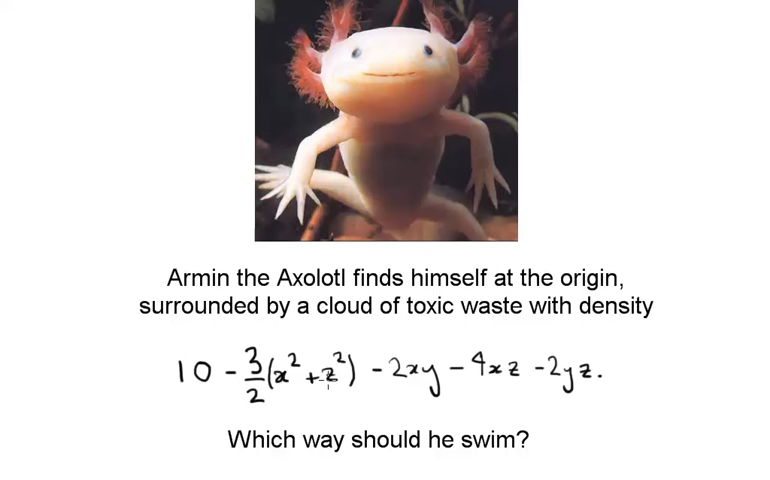 Armin the Axolotl finds himself at the origin,
surrounded by a cloud of toxic waste with density
10 - 3/2 (x² + z²) - 2xy - 4xz - 2yz.
Which way should he swim?